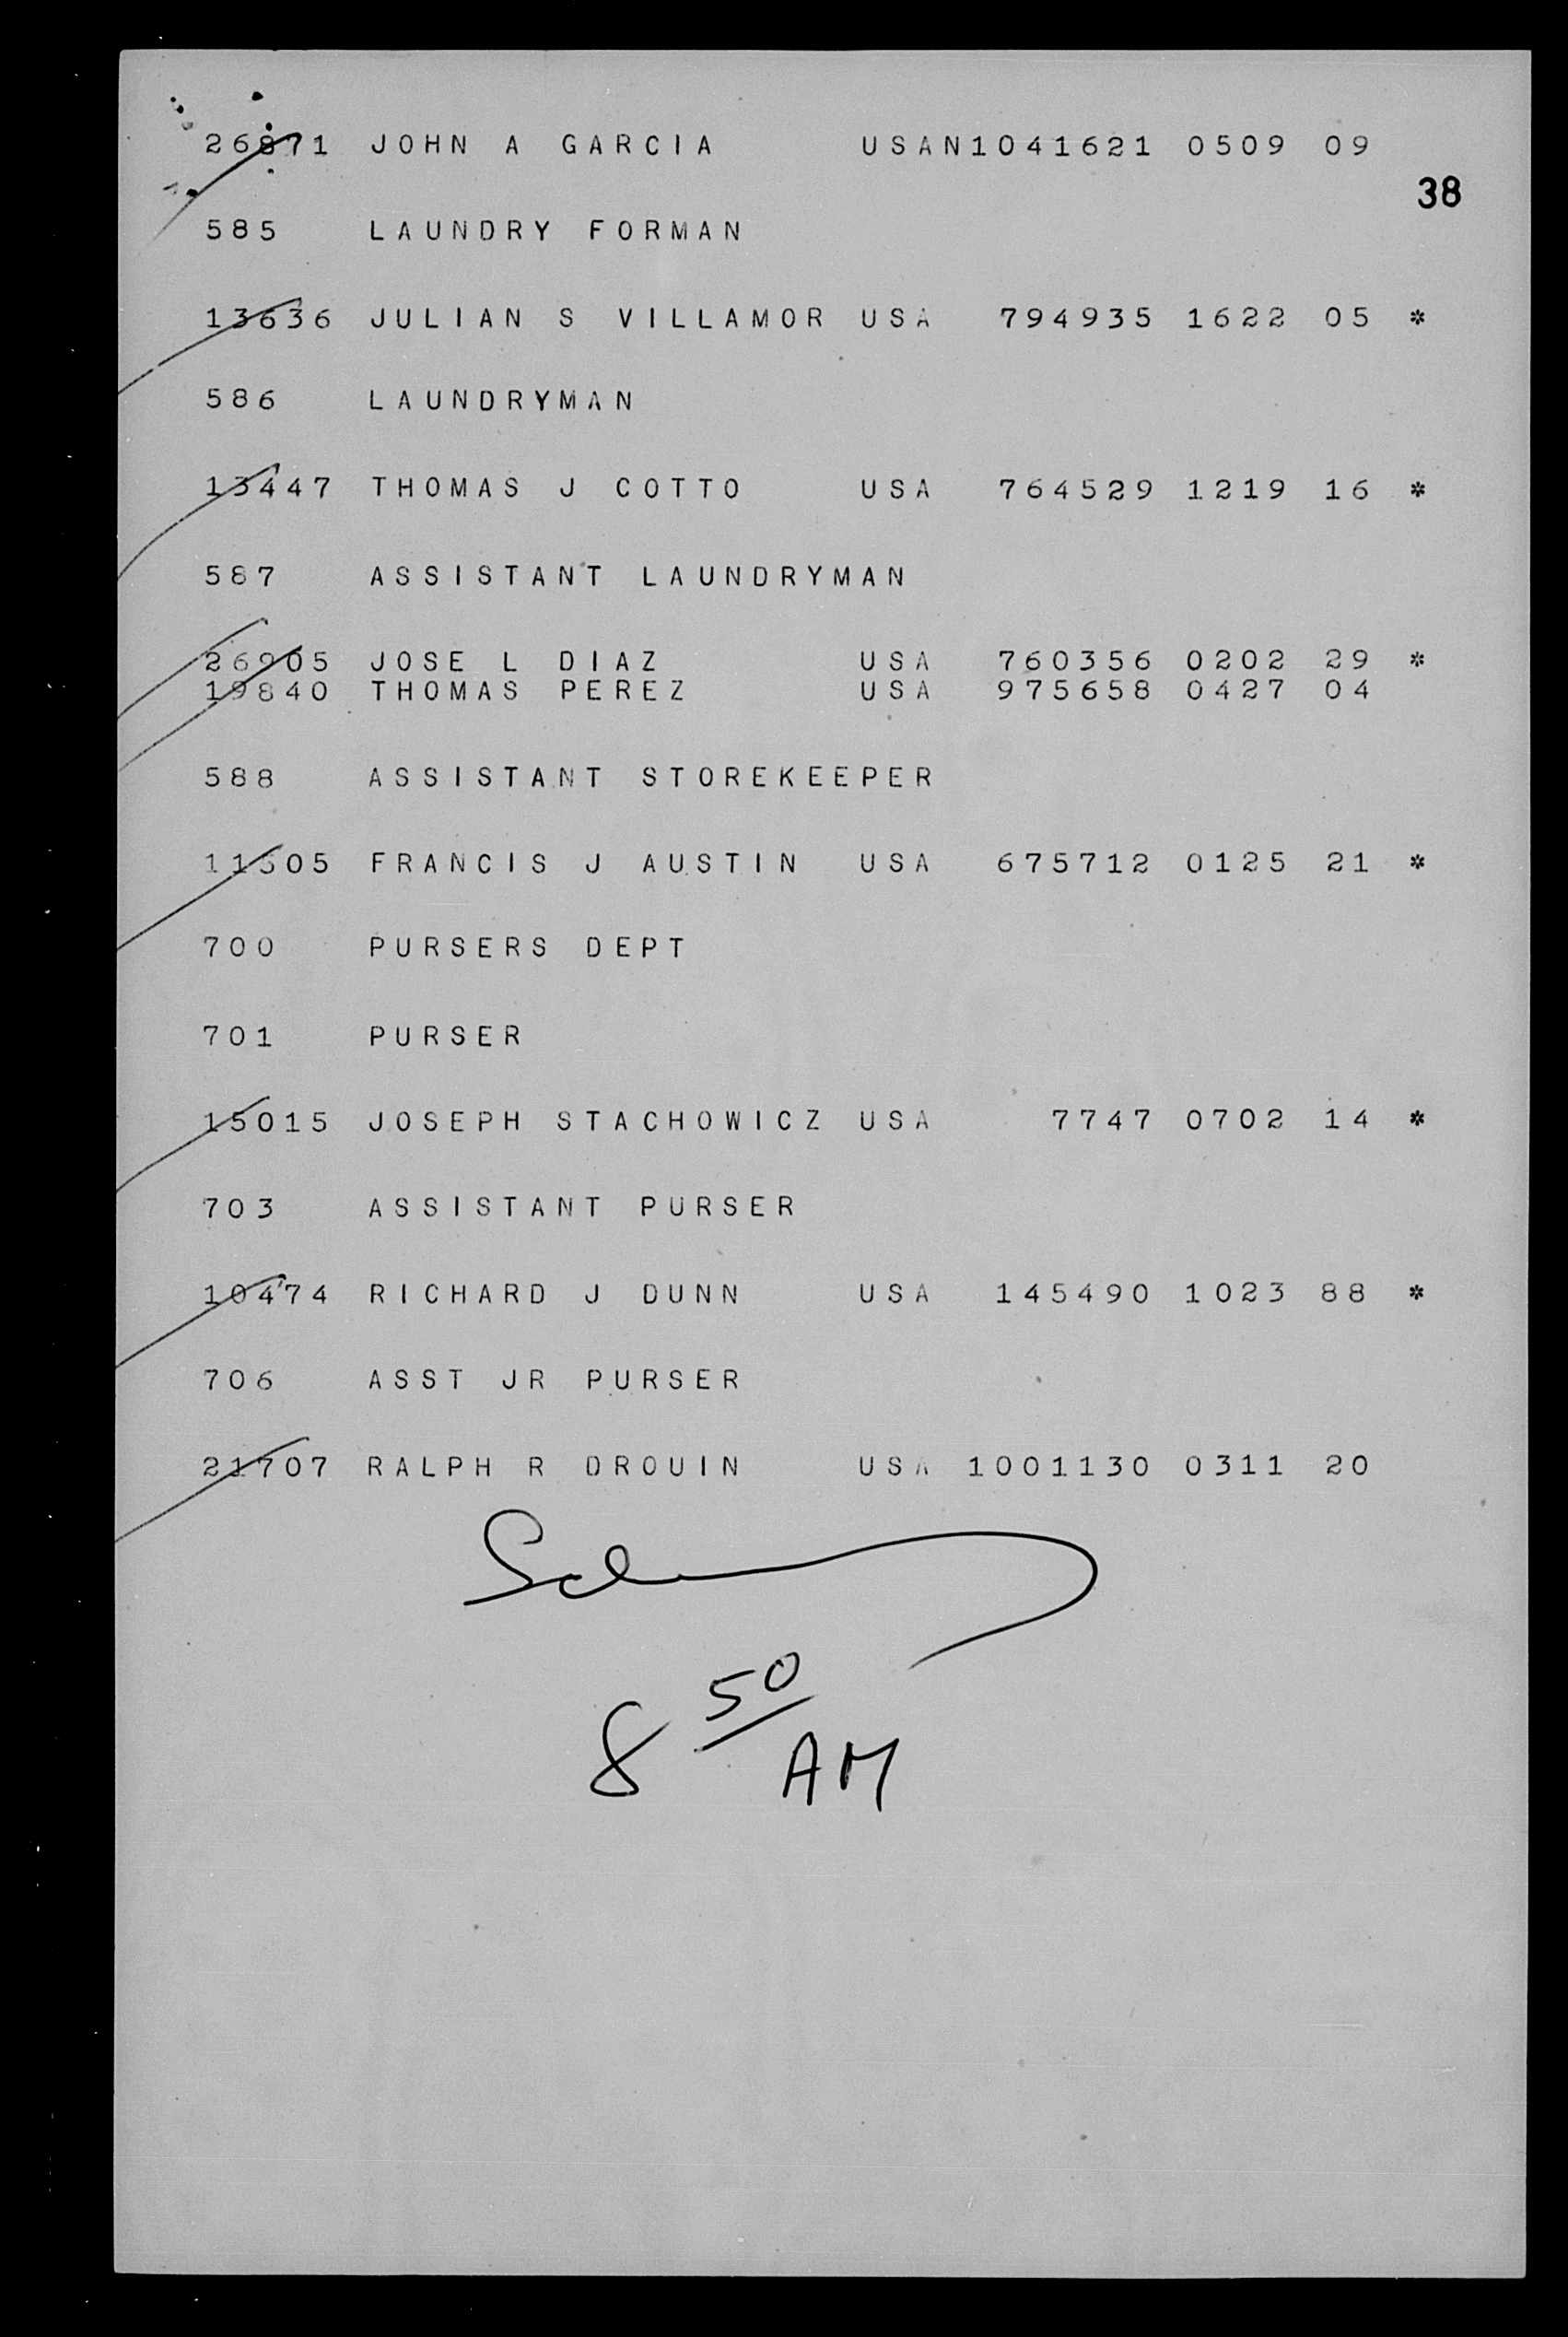 26871 JOHN A GARCIA USAN1041621 0509 09
38
585 LAUNDRY FORMAN
13636 JULIAN S VILLAMOR USA 794935 1622 05 *
586 LAUNDRYMAN
13447 THOMAS J COTTO USA 764529 1219 16 *
587 ASSISTANT LAUNDRYMAN
26905 JOSE L DIAZ USA 760356 0202 29 *
19840 THOMAS PEREZ USA 975658 0427 04
588 ASSISTANT STOREKEEPER
11505 FRANCIS J AUSTIN USA 675712 0125 21 *
700 PURSERS DEPT
701 PURSER
15015 JOSEPH STACHOWICZ USA 7747 0702 14 *
703 ASSISTANT PURSER
10474 RICHARD J DUNN USA 145490 1023 88 *
706 ASST JR PURSER
21707 RALPH R DROUIN USA 1001130 0311 20
8 50
AM